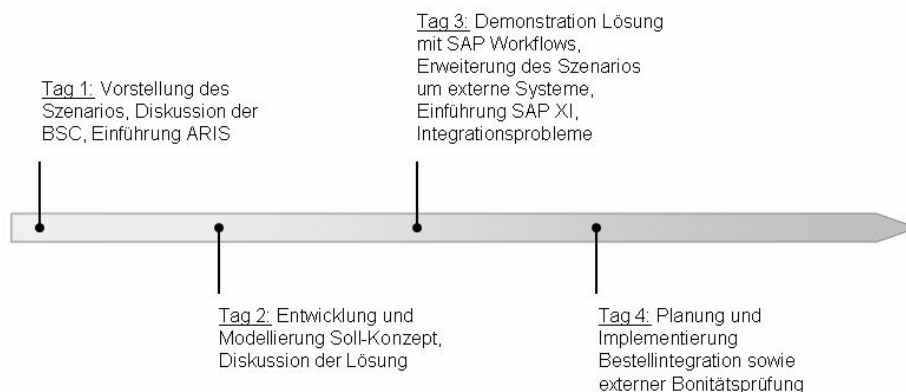 Tag 1: Vorstellung des
Szenarios, Diskussion der
BSC, Einführung ARIS
Tag 2: Entwicklung und
Modellierung Soll-Konzept,
Diskussion der Lösung
Tag 3: Demonstration Lösung
mit SAP Workflows,
Erweiterung des Szenarios
um externe Systeme,
Einführung SAP XI,
Integrationsprobleme
Tag 4: Planung und
Implementierung
Bestellintegration sowie
externer Bonitätsprüfung